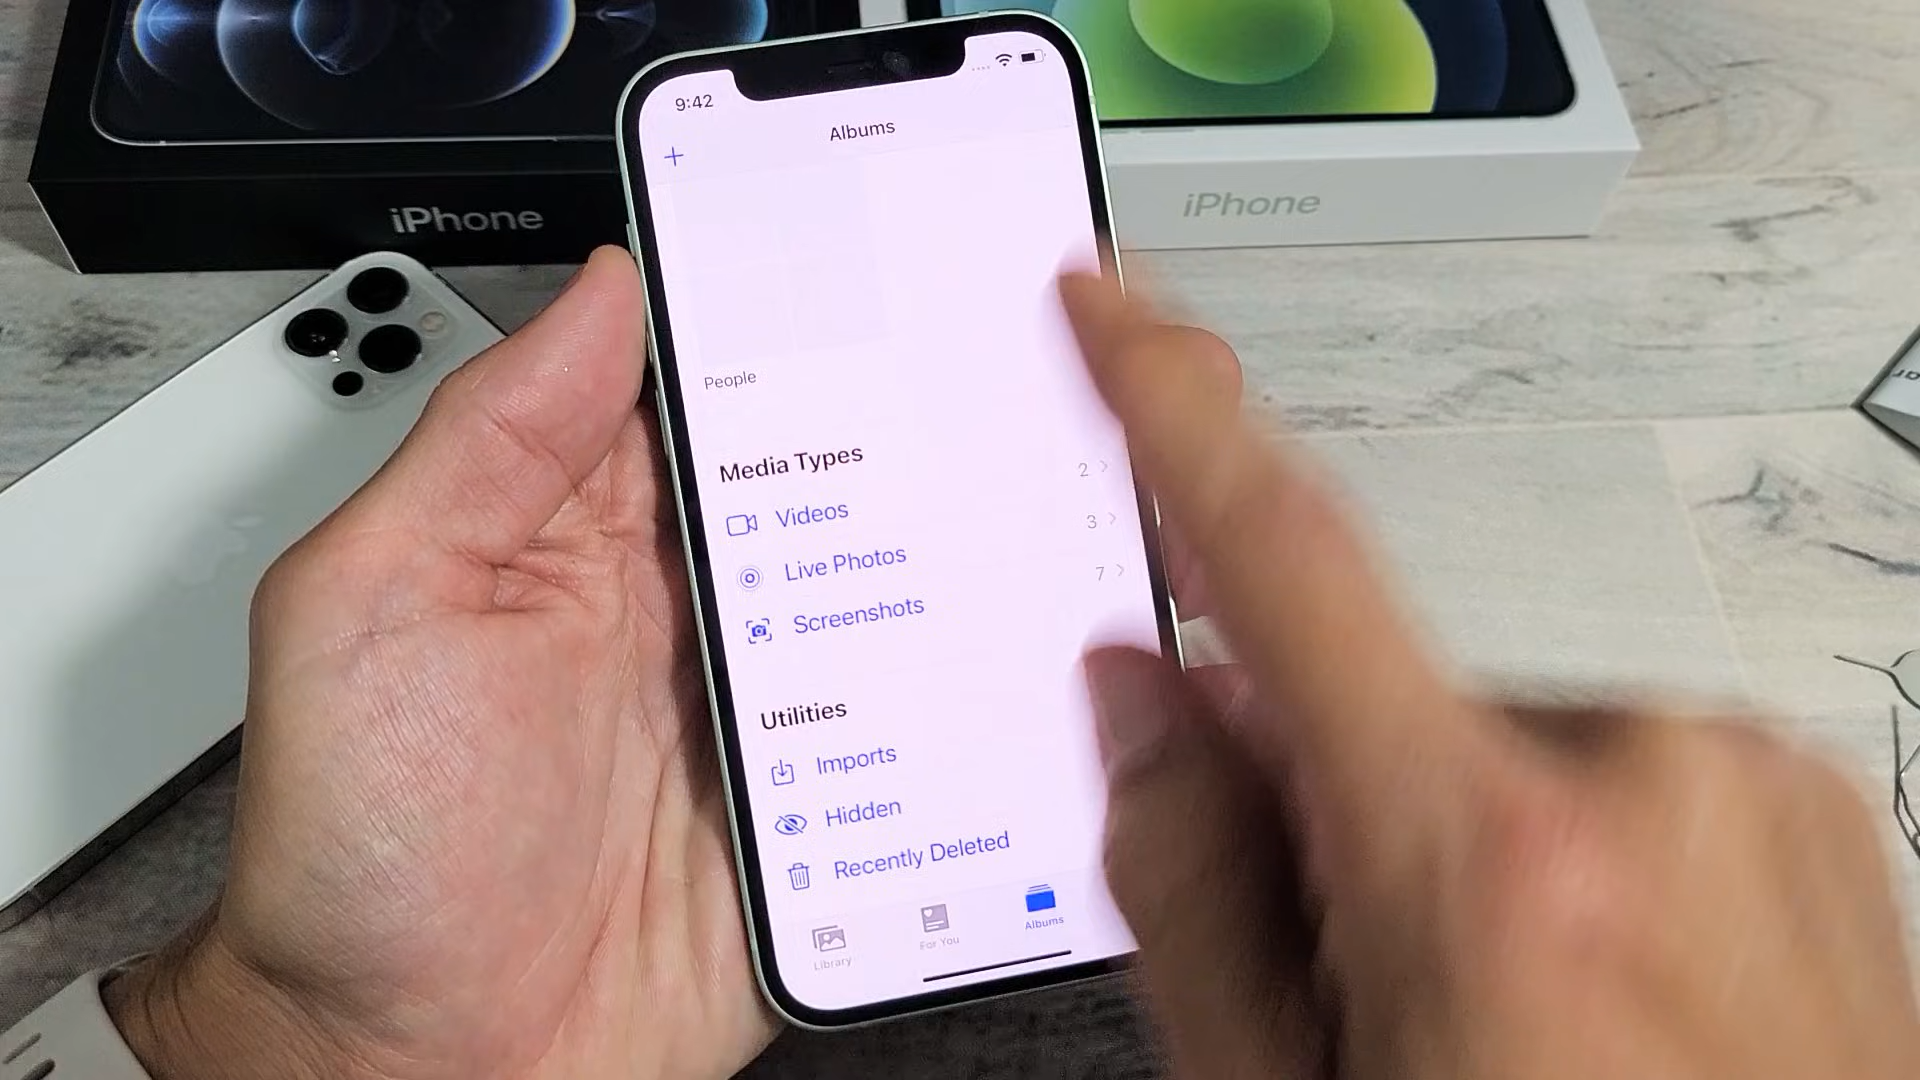 iPhone
iPhone
9:42
Albums
People
Media Types
Videos 2
Live Photos 3
Screenshots 7
Utilities
Imports
Hidden
Recently Deleted
Library
For You
Albums